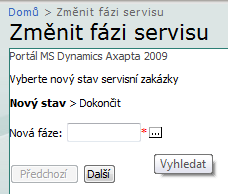 Domů > Změnit fázi servisu
Změnit fázi servisu
Portál MS Dynamics Axapta 2009
Vyberte nový stav servisní zakázky
Nový stav > Dokončit
Nová fáze: * ...
Vyhledat
Předchozí Další